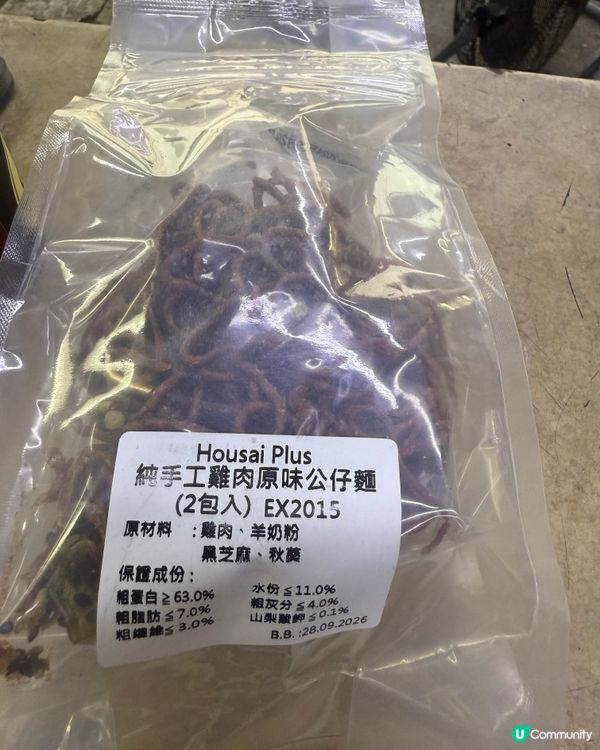 Housai Plus
純手工雞肉原味公仔麵
(2包入) EX2015
原材料 :雞肉、羊奶粉
黑芝麻、秋葵
保證成份:
粗蛋白≧63.0% 水份≦11.0%
粗脂肪≦7.0% 粗灰分≦4.0%
粗纖維≦3.0% 山梨酸鉀≦0.1%
B.B. :28.09.2026
U Community